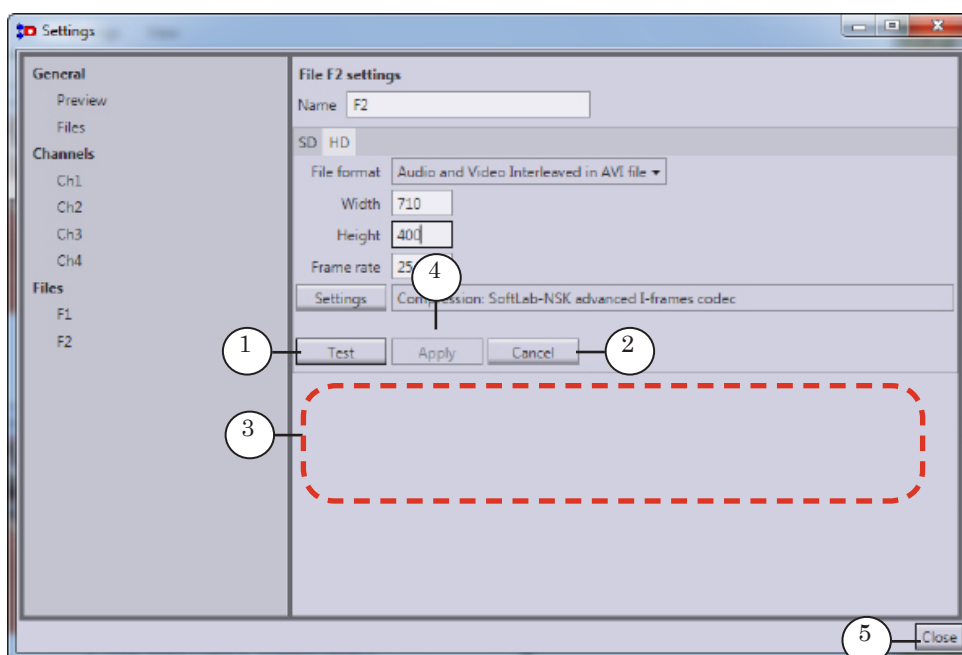 Settings
General
Preview
Files
Channels
Ch1
Ch2
Ch3
Ch4
Files
F1
F2
File F2 settings
Name F2
SD HD
File format Audio and Video Interleaved in AVI file
Width 710
Height 400
Frame rate 25
4
Settings Compression: SoftLab-NSK advanced I-frames codec
1 Test Apply Cancel 2
3
5 Close